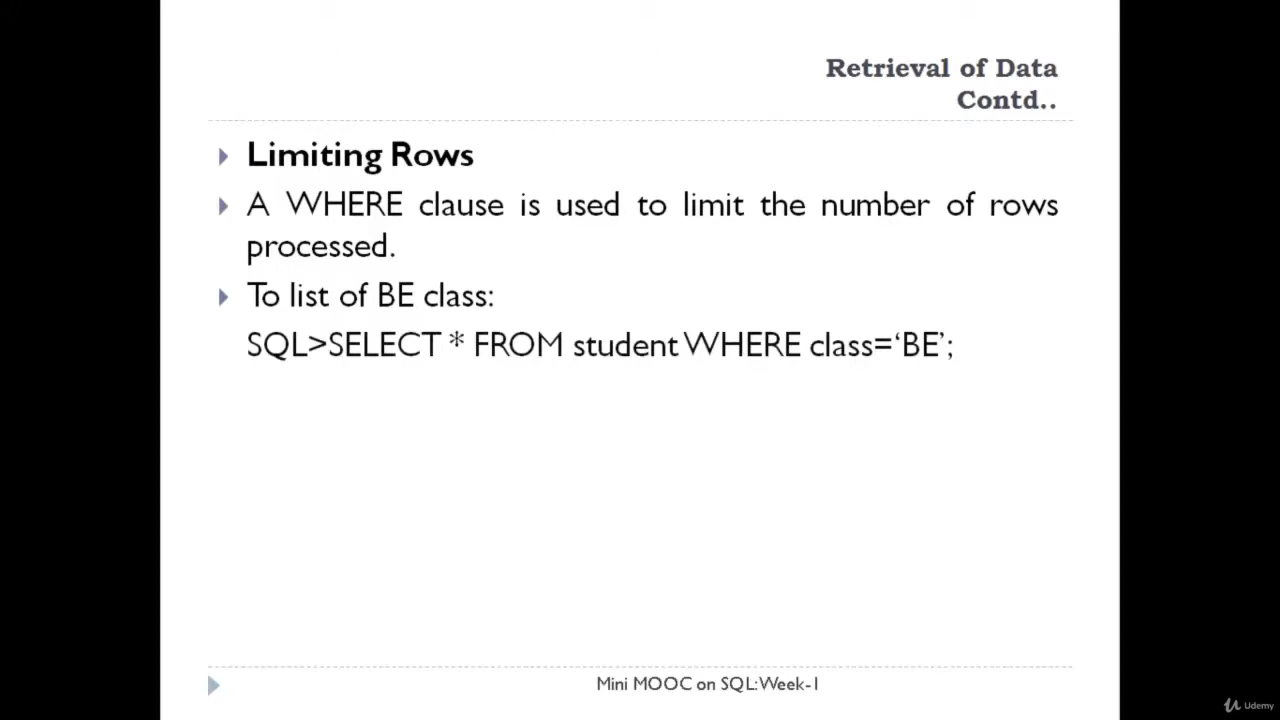 Retrieval of Data
Contd..
Limiting Rows
A WHERE clause is used to limit the number of rows
processed.
To list of BE class:
SQL>SELECT * FROM student WHERE class=‘BE’;
Mini MOOC on SQL:Week-1
Udemy